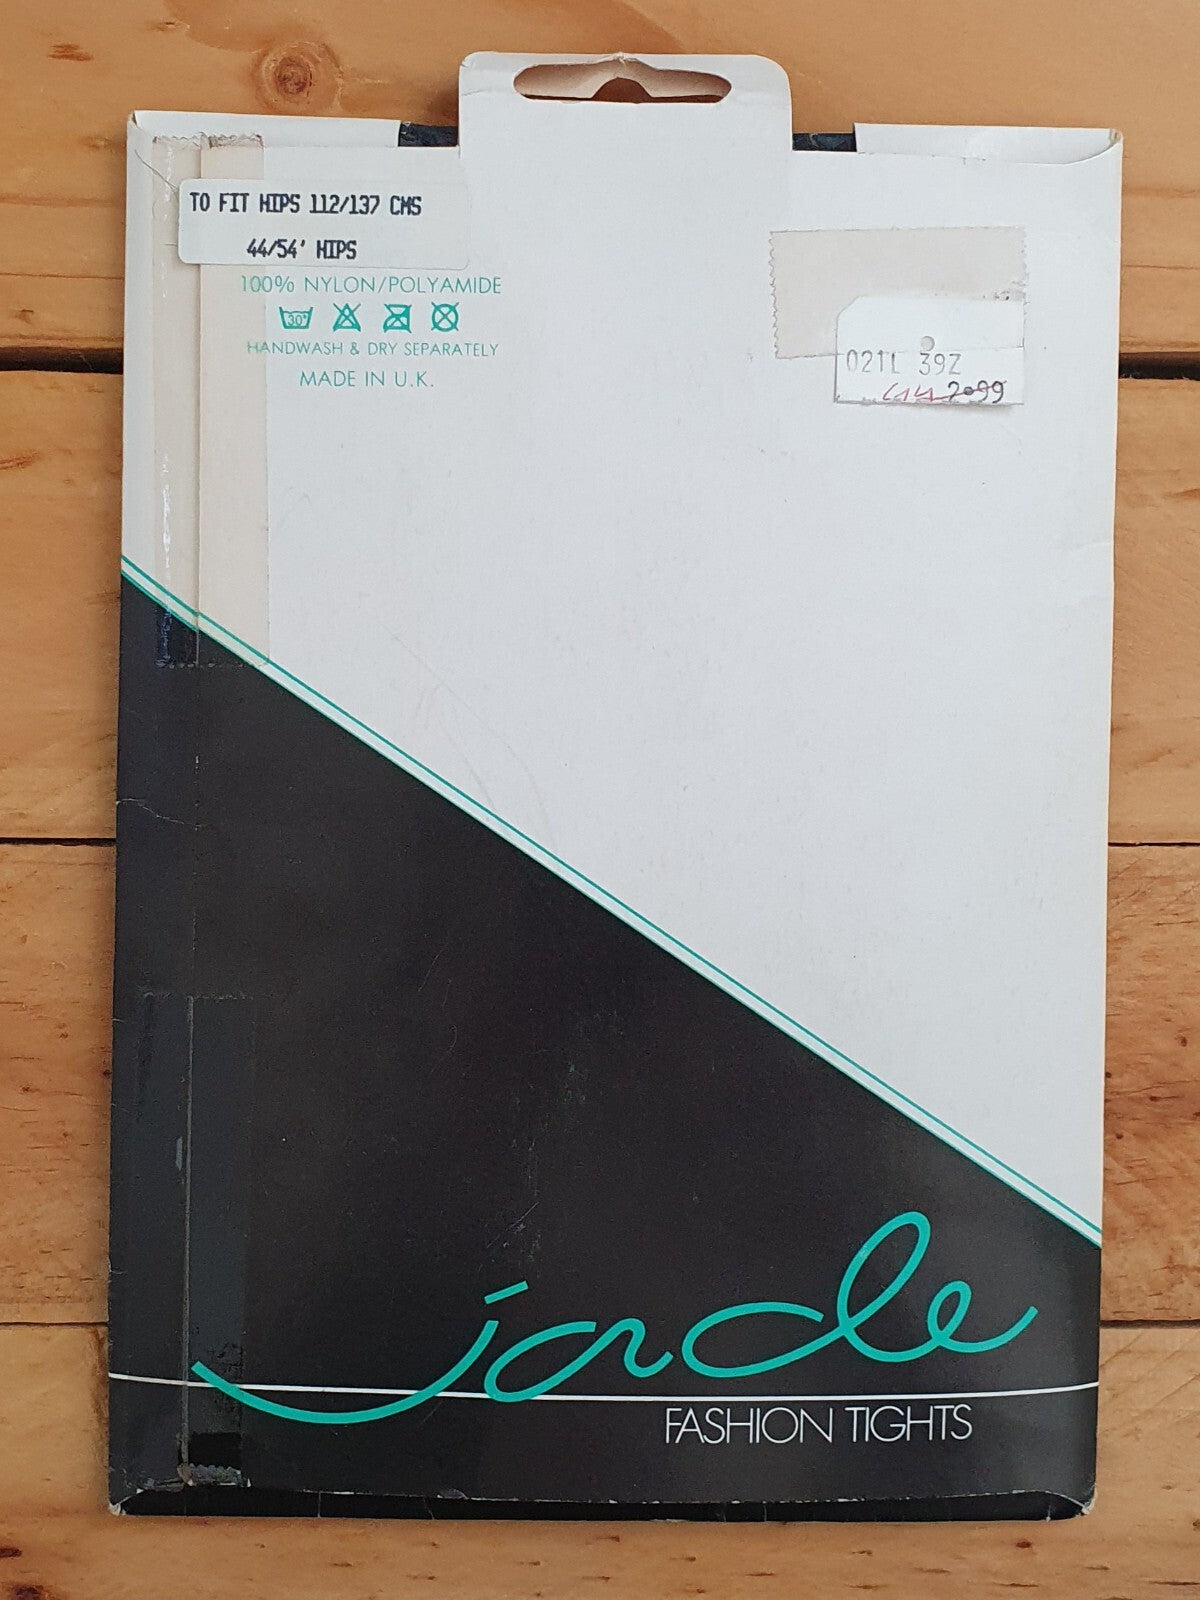 TO FIT HIPS 112/137 CMS
44/54' HIPS
100% NYLON/POLYAMIDE
30°
HANDWASH & DRY SEPARATELY
MADE IN U.K.
021L 39Z
2.99
jade
FASHION TIGHTS